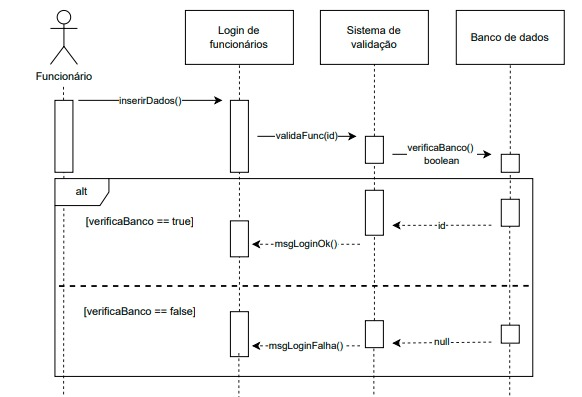 Login de
funcionários
Sistema de
validação
Banco de dados
Funcionário
inserirDados()
validaFunc(id)
verificaBanco()
boolean
alt
[verificaBanco == true]
id
msgLoginOk()
[verificaBanco == false]
null
msgLoginFalha()